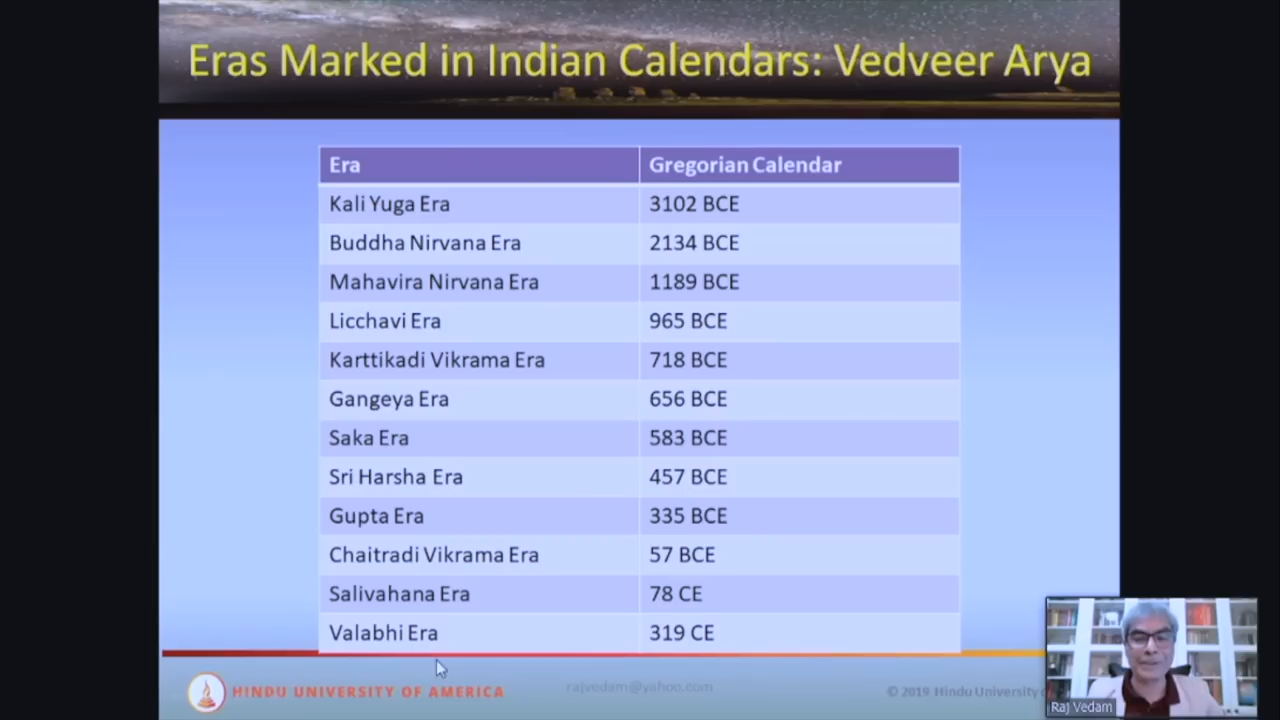 Eras Marked in Indian Calendars: Vedveer Arya
Era Gregorian Calendar
Kali Yuga Era 3102 BCE
Buddha Nirvana Era 2134 BCE
Mahavira Nirvana Era 1189 BCE
Licchavi Era 965 BCE
Karttikadi Vikrama Era 718 BCE
Gangeya Era 656 BCE
Saka Era 583 BCE
Sri Harsha Era 457 BCE
Gupta Era 335 BCE
Chaitradi Vikrama Era 57 BCE
Salivahana Era 78 CE
Valabhi Era 319 CE
HINDU UNIVERSITY OF AMERICA rajvedam@yahoo.com © 2019 Hindu University
Raj Vedam